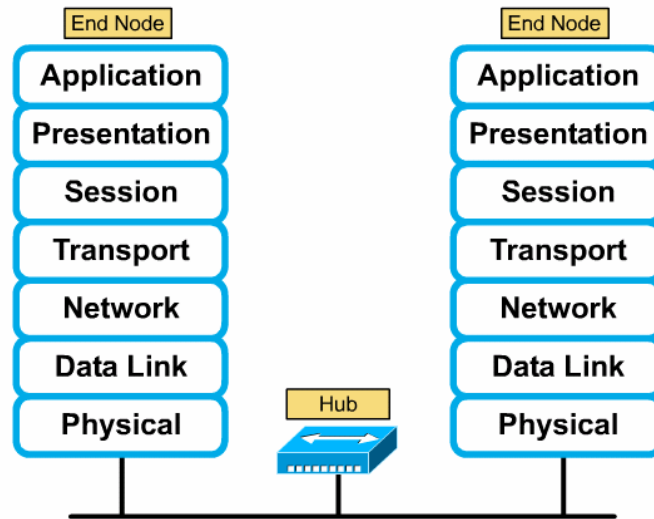 End Node
Application
Presentation
Session
Transport
Network
Data Link
Physical
Hub
End Node
Application
Presentation
Session
Transport
Network
Data Link
Physical